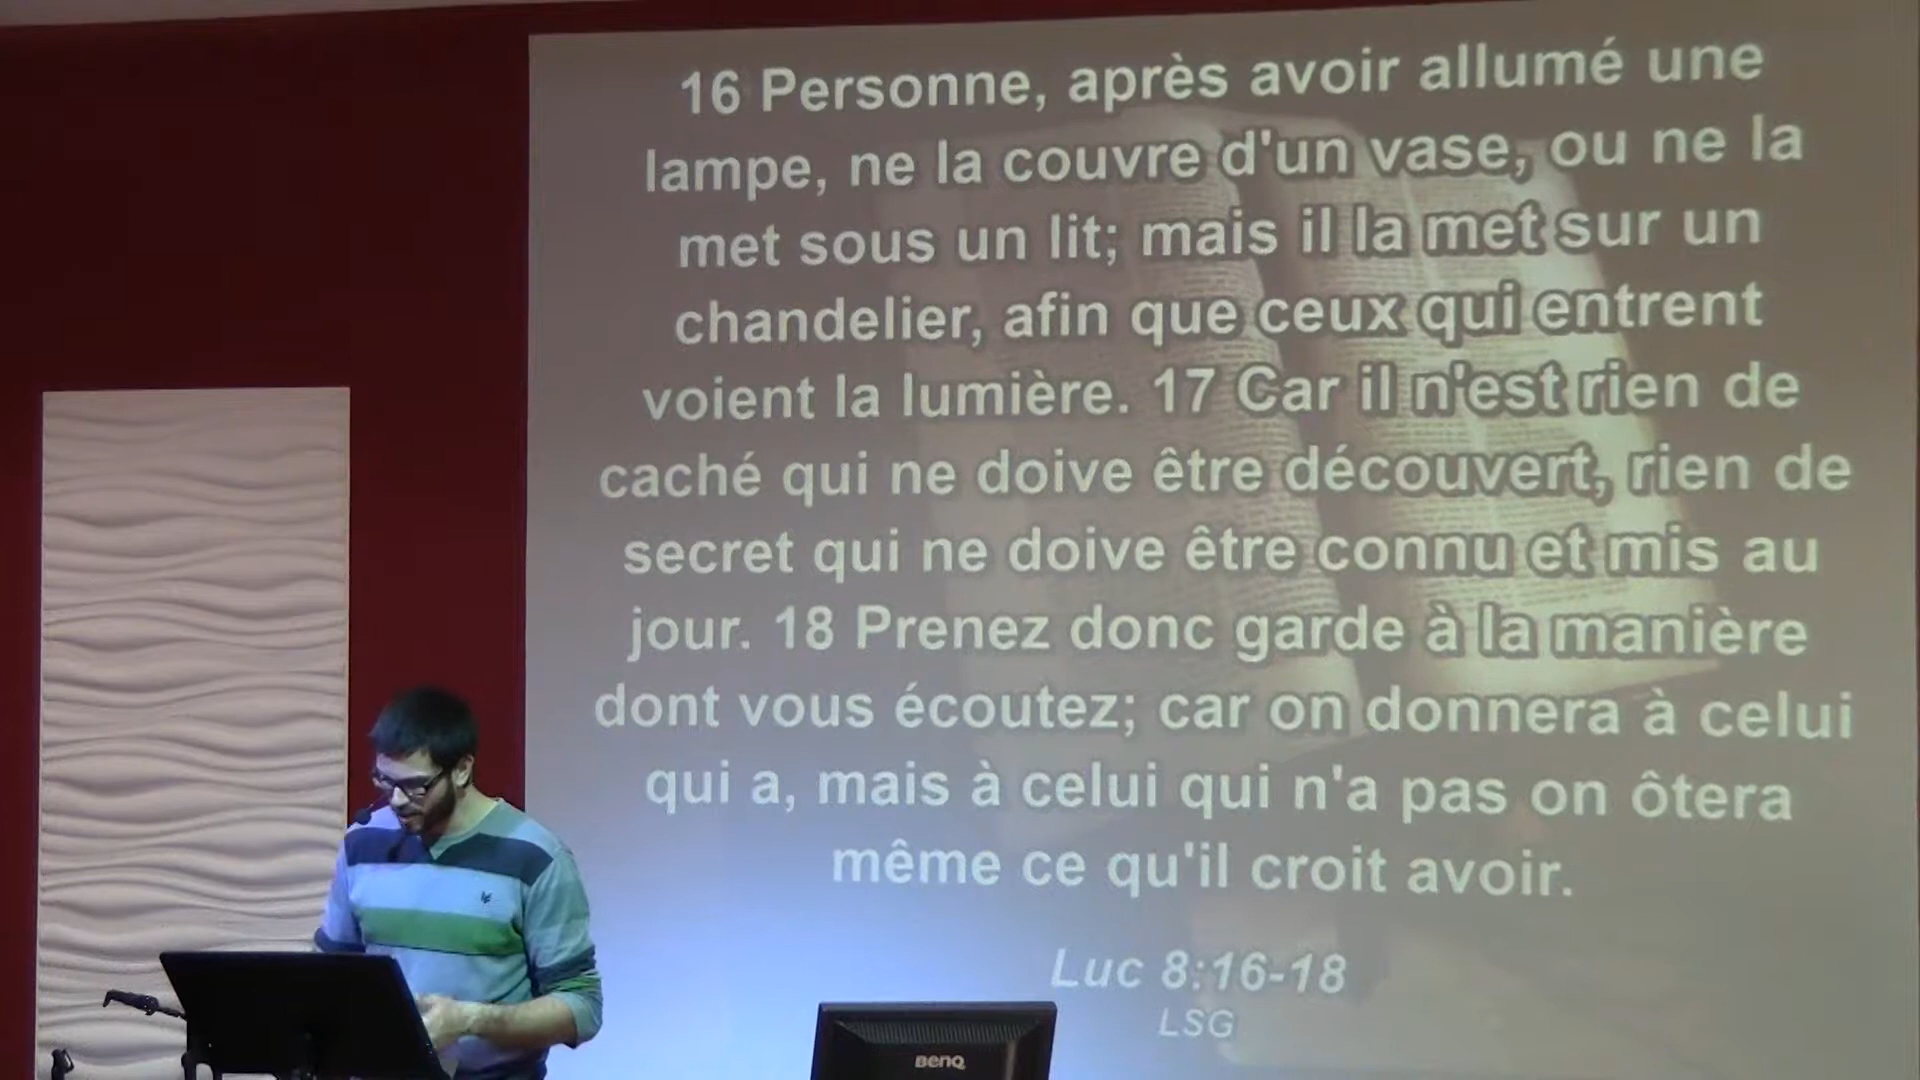 16 Personne, après avoir allumé une
lampe, ne la couvre d'un vase, ou ne la
met sous un lit; mais il la met sur un
chandelier, afin que ceux qui entrent
voient la lumière. 17 Car il n'est rien de
caché qui ne doive être découvert, rien de
secret qui ne doive être connu et mis au
jour. 18 Prenez donc garde à la manière
dont vous écoutez; car on donnera à celui
qui a, mais à celui qui n'a pas on ôtera
même ce qu'il croit avoir.
Luc 8:16-18
LSG
BenQ